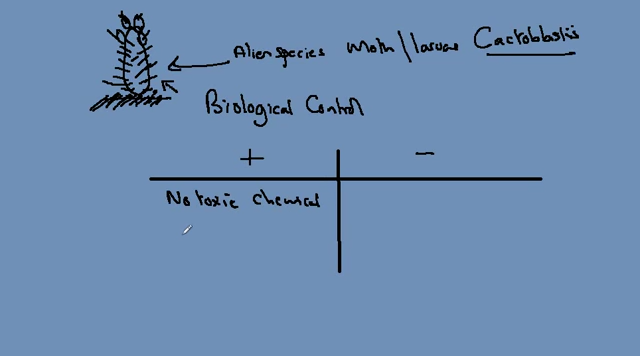 Alien species Moth/larvae Cactoblastis
Biological Control
+ -
No toxic chemical